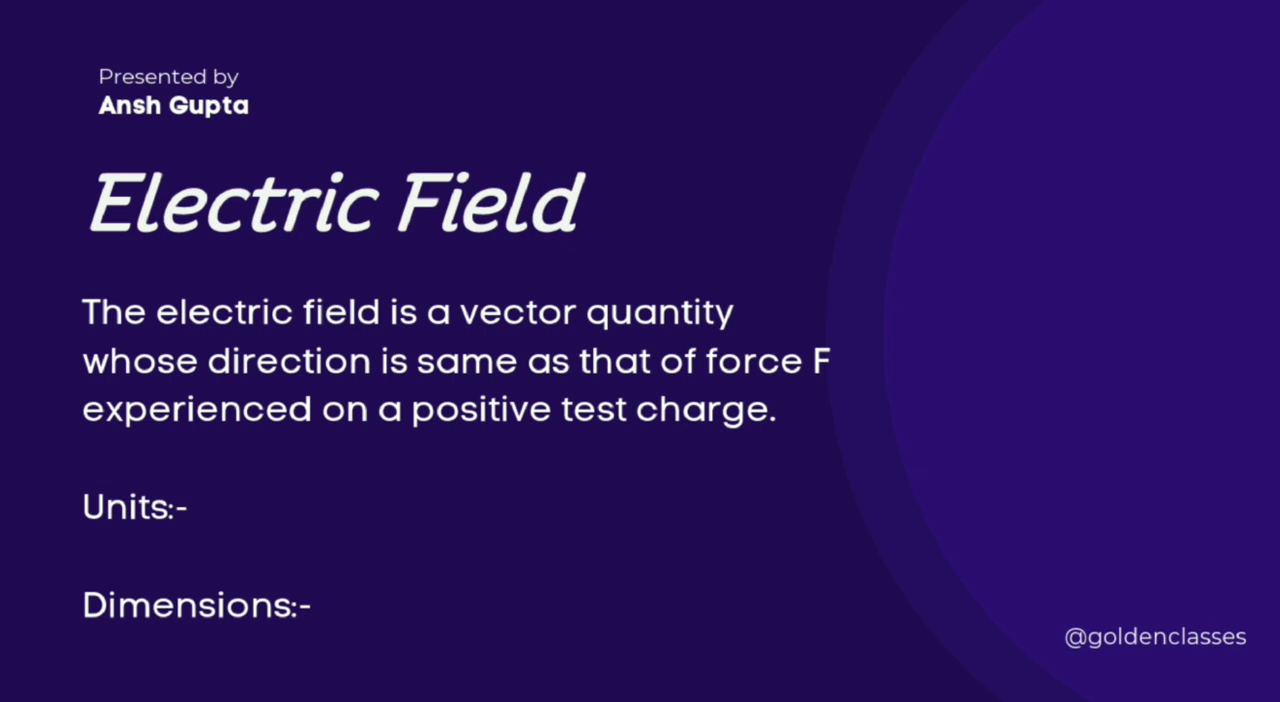 Presented by
Ansh Gupta
Electric Field
The electric field is a vector quantity
whose direction is same as that of force F
experienced on a positive test charge.
Units:-
Dimensions:-
@goldenclasses